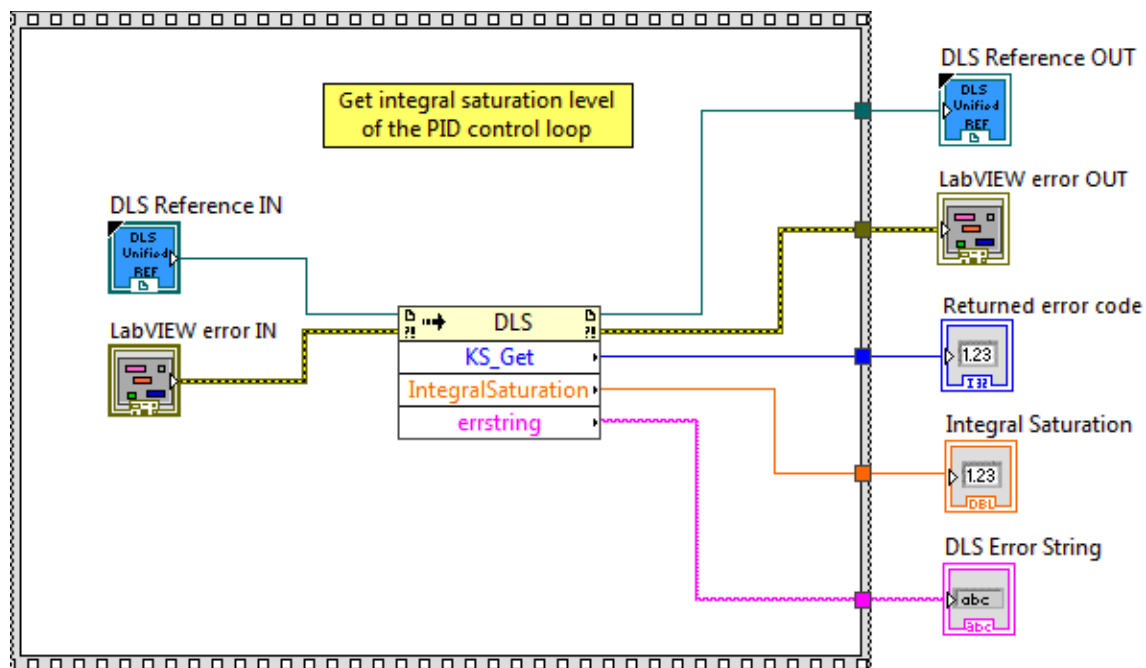 DLS Reference OUT
DLS
Unified
REF
Get integral saturation level
of the PID control loop
LabVIEW error OUT
DLS Reference IN
DLS
Unified
REF
LabVIEW error IN
?! DLS ?!
KS_Get
IntegralSaturation
errstring
Returned error code
1.23
I32
Integral Saturation
1.23
DBL
DLS Error String
abc
abc